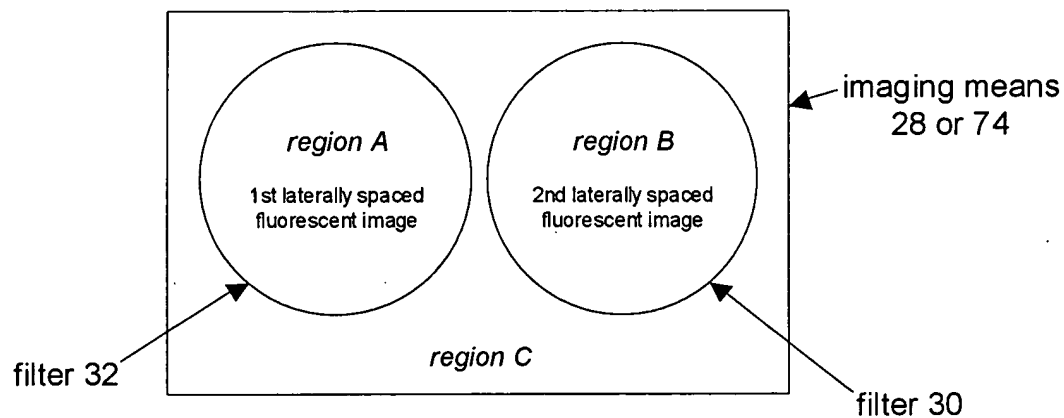 region A
1st laterally spaced
fluorescent image
region B
2nd laterally spaced
fluorescent image
imaging means
28 or 74
region C
filter 32
filter 30